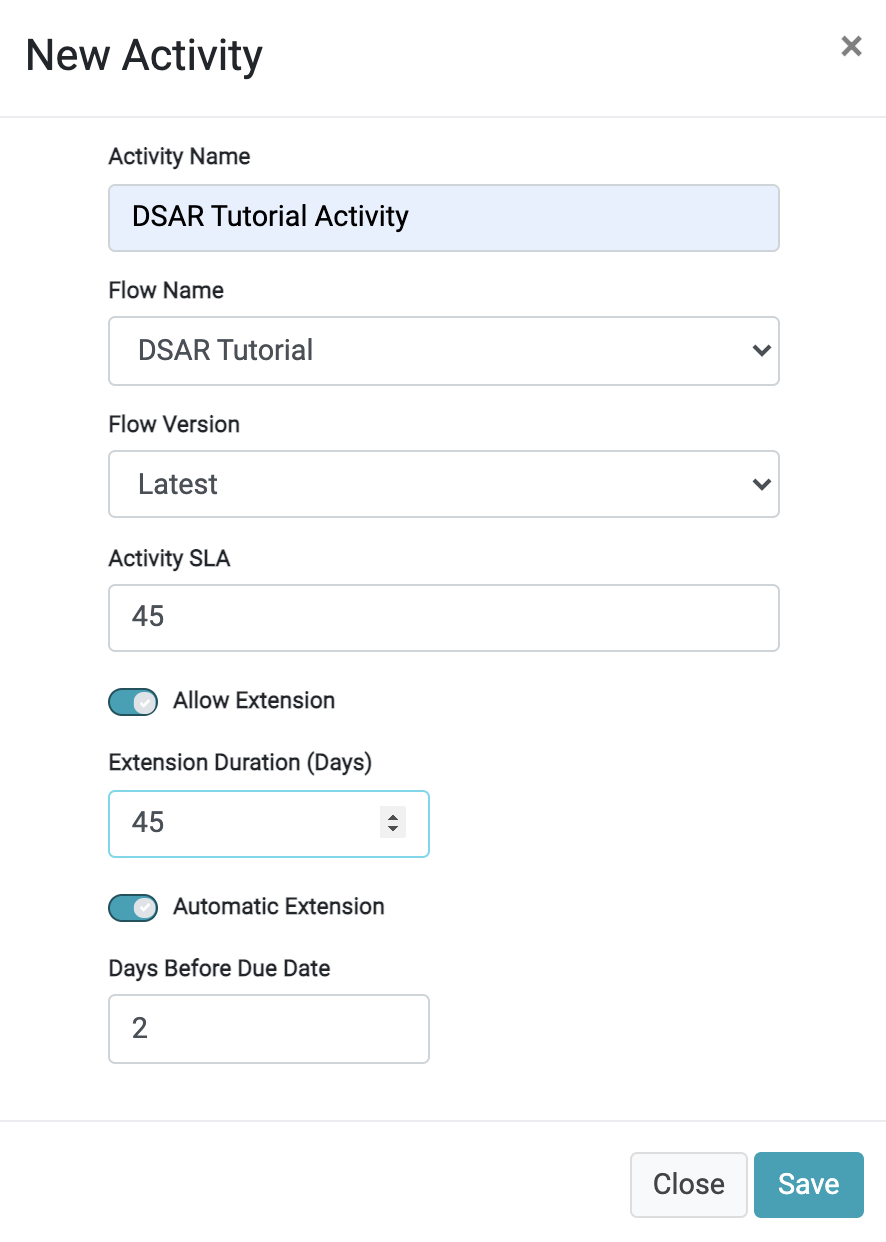 New Activity
Activity Name
DSAR Tutorial Activity
Flow Name
DSAR Tutorial
Flow Version
Latest
Activity SLA
45
Allow Extension
Extension Duration (Days)
45
Automatic Extension
Days Before Due Date
2
Close Save